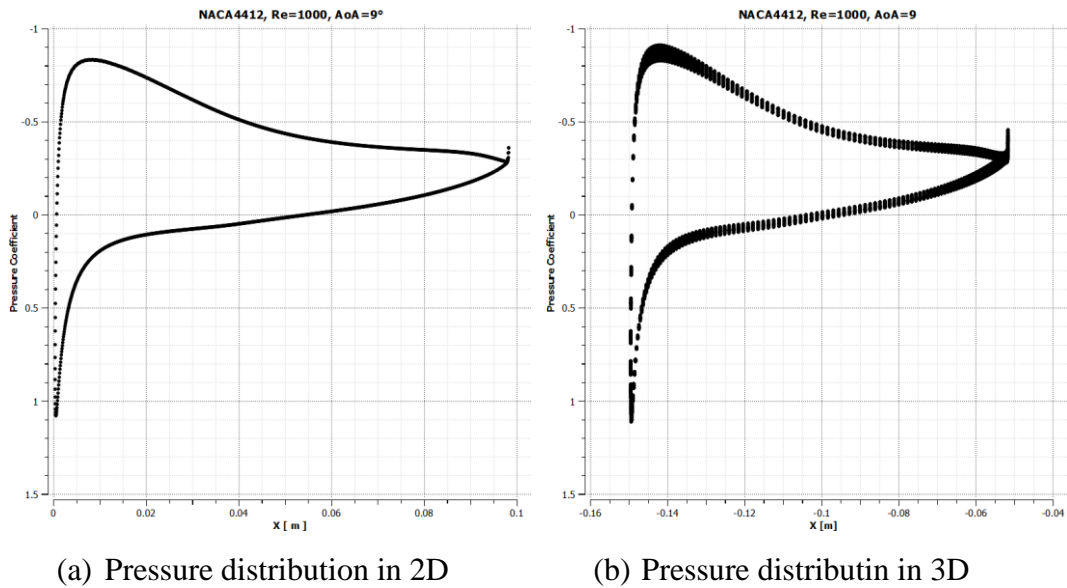 NACA4412, Re=1000, AoA=9°
-1
-0.5
0
0.5
1
1.5
Pressure Coefficient
0 0.02 0.04 0.06 0.08 0.1
X [ m ]
NACA4412, Re=1000, AoA=9
-1
-0.5
0
0.5
1
1.5
Pressure Coefficient
-0.16 -0.14 -0.12 -0.1 -0.08 -0.06 -0.04
X [m]
(a) Pressure distribution in 2D
(b) Pressure distributin in 3D